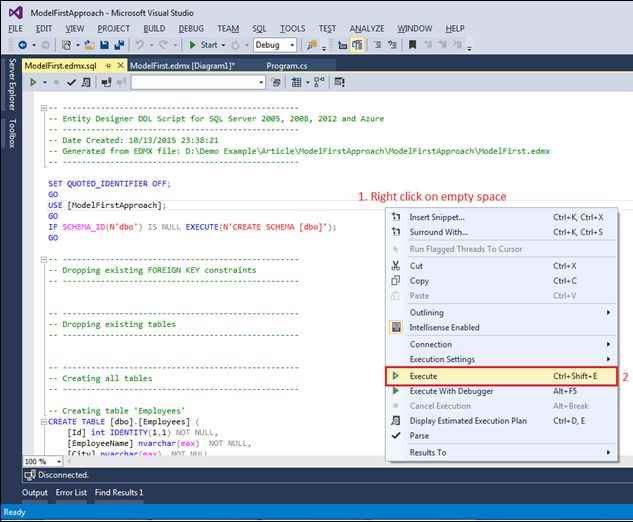 ModelFirstApproach - Microsoft Visual Studio
FILE EDIT VIEW PROJECT BUILD DEBUG TEAM SQL TOOLS TEST ANALYZE WINDOW HELP
Start Debug
ModelFirst.edmx.sql ModelFirst.edmx [Diagram1]* Program.cs
Server Explorer
Toolbox
-- --------------------------------------------------
-- Entity Designer DDL Script for SQL Server 2005, 2008, 2012 and Azure
-- --------------------------------------------------
-- Date Created: 10/13/2015 23:38:21
-- Generated from EDMX file: D:\Demo Example\Article\ModelFirstApproach\ModelFirstApproach\ModelFirst.edmx
-- --------------------------------------------------
SET QUOTED_IDENTIFIER OFF;
GO
USE [ModelFirstApproach];
GO
IF SCHEMA_ID(N'dbo') IS NULL EXECUTE(N'CREATE SCHEMA [dbo]');
GO
-- --------------------------------------------------
-- Dropping existing FOREIGN KEY constraints
-- --------------------------------------------------
-- --------------------------------------------------
-- Dropping existing tables
-- --------------------------------------------------
-- --------------------------------------------------
-- Creating all tables
-- --------------------------------------------------
-- Creating table 'Employees'
CREATE TABLE [dbo].[Employees] (
[Id] int IDENTITY(1,1) NOT NULL,
[EmployeeName] nvarchar(max) NOT NULL,
[City] nvarchar(max) NOT NULL,
1. Right click on empty space
Insert Snippet... Ctrl+K, Ctrl+X
Surround With... Ctrl+K, Ctrl+S
Run Flagged Threads To Cursor
Cut Ctrl+X
Copy Ctrl+C
Paste Ctrl+V
Outlining
Intellisense Enabled
Connection
Execution Settings
Execute Ctrl+Shift+E 2
Execute With Debugger Alt+F5
Cancel Execution Alt+Break
Display Estimated Execution Plan Ctrl+D, E
Parse
Results To
100 %
Disconnected.
Output Error List Find Results 1
Ready